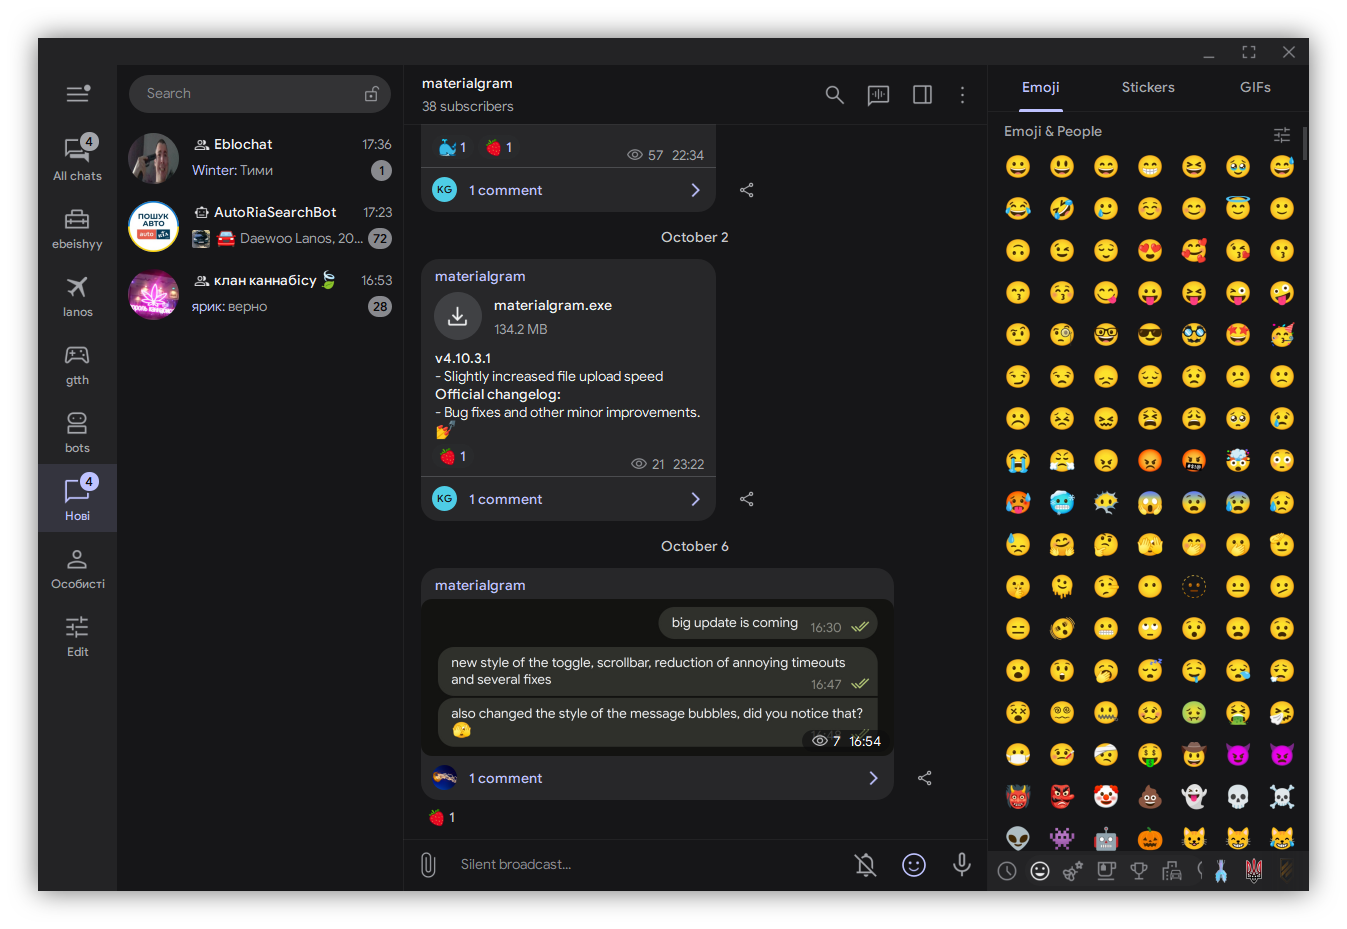 4
All chats
ebeishyy
lanos
gtth
bots
4
Нові
Особисті
Edit
Search
Eblochat 17:36
Winter: Тими 1
ПОШУК
АВТО
auto RIA
AutoRiaSearchBot 17:23
Daewoo Lanos, 20... 72
клан каннабісу 16:53
ярик: верно 28
materialgram
38 subscribers
1 1
57 22:34
KG 1 comment
October 2
materialgram
materialgram.exe
134.2 MB
v4.10.3.1
- Slightly increased file upload speed
Official changelog:
- Bug fixes and other minor improvements.
1
21 23:22
KG 1 comment
October 6
materialgram
big update is coming 16:30
new style of the toggle, scrollbar, reduction of annoying timeouts
and several fixes
16:47
also changed the style of the message bubbles, did you notice that?
7 16:54
1 comment
1
Silent broadcast...
Emoji Stickers GIFs
Emoji & People